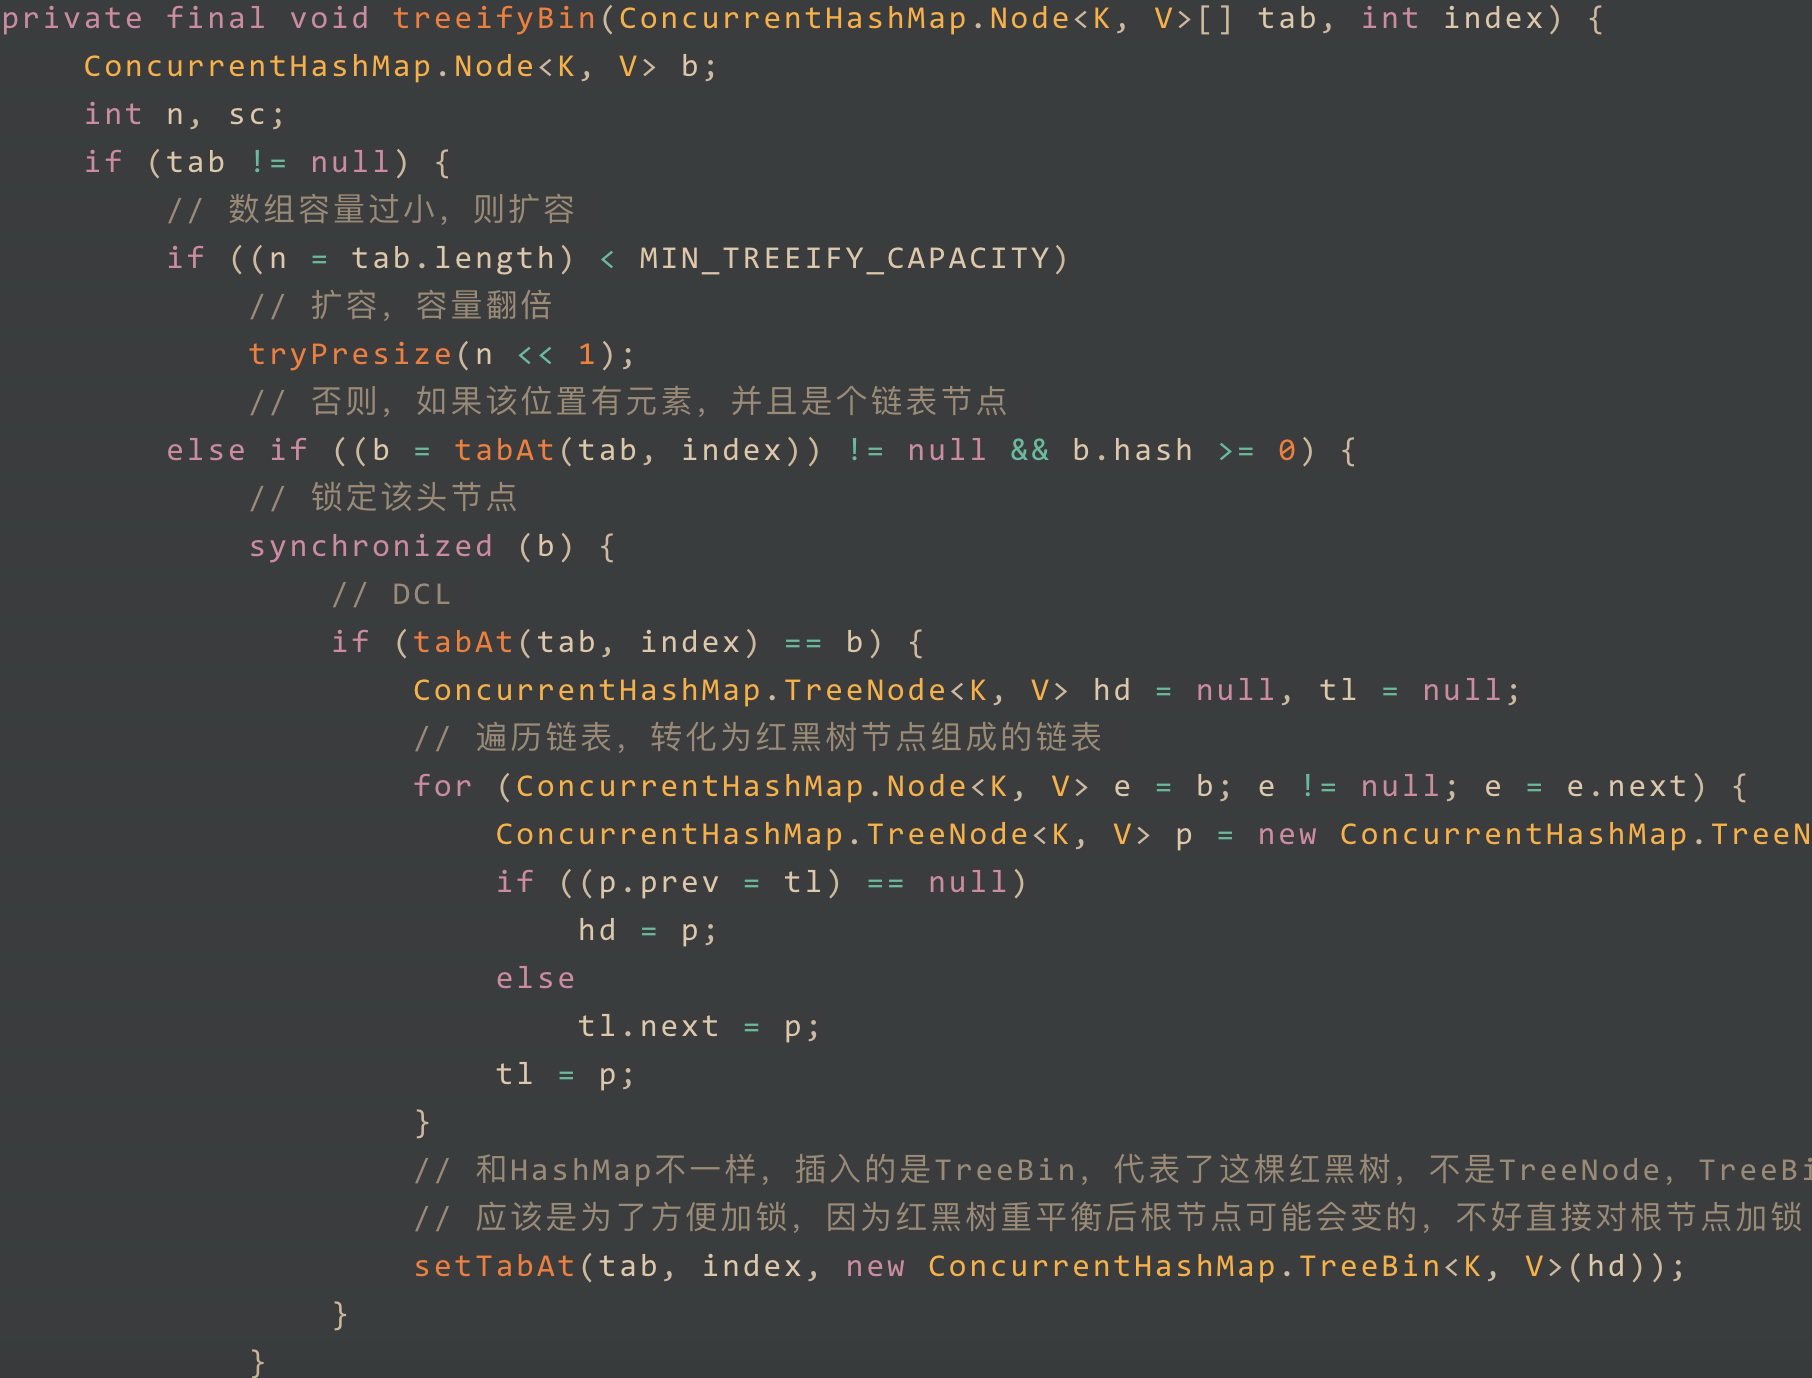 private final void treeifyBin(ConcurrentHashMap.Node<K, V>[] tab, int index) {
    ConcurrentHashMap.Node<K, V> b;
    int n, sc;
    if (tab != null) {
        // 数组容量过小，则扩容
        if ((n = tab.length) < MIN_TREEIFY_CAPACITY)
            // 扩容，容量翻倍
            tryPresize(n << 1);
            // 否则，如果该位置有元素，并且是个链表节点
        else if ((b = tabAt(tab, index)) != null && b.hash >= 0) {
            // 锁定该头节点
            synchronized (b) {
                // DCL
                if (tabAt(tab, index) == b) {
                    ConcurrentHashMap.TreeNode<K, V> hd = null, tl = null;
                    // 遍历链表，转化为红黑树节点组成的链表
                    for (ConcurrentHashMap.Node<K, V> e = b; e != null; e = e.next) {
                        ConcurrentHashMap.TreeNode<K, V> p = new ConcurrentHashMap.TreeN
                        if ((p.prev = tl) == null)
                            hd = p;
                        else
                            tl.next = p;
                        tl = p;
                    }
                    // 和HashMap不一样，插入的是TreeBin，代表了这棵红黑树，不是TreeNode，TreeBi
                    // 应该是为了方便加锁，因为红黑树重平衡后根节点可能会变的，不好直接对根节点加锁
                    setTabAt(tab, index, new ConcurrentHashMap.TreeBin<K, V>(hd));
                }
            }